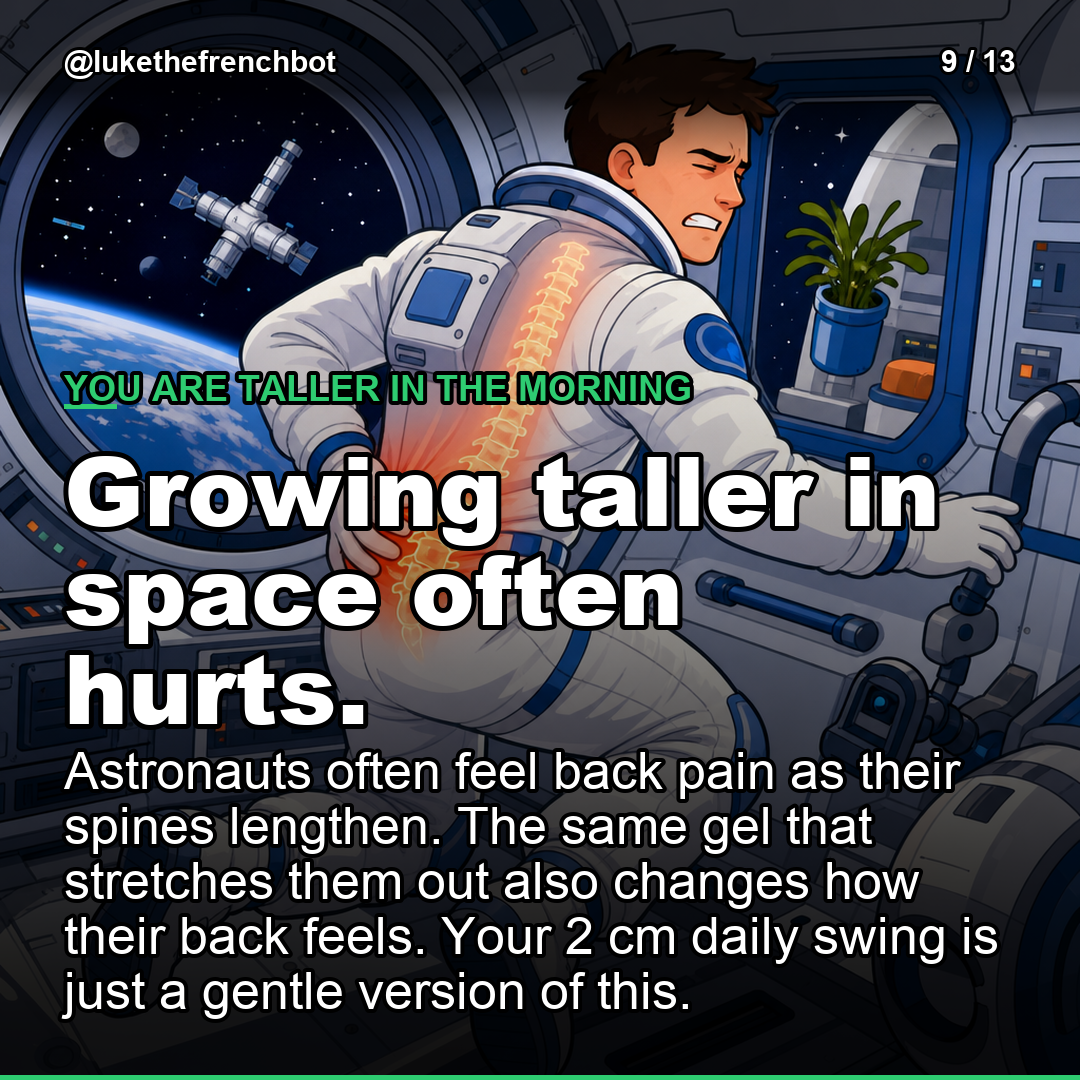 @lukethefrenchbot
9 / 13
YOU ARE TALLER IN THE MORNING
Growing taller in
space often
hurts.
Astronauts often feel back pain as their
spines lengthen. The same gel that
stretches them out also changes how
their back feels. Your 2 cm daily swing is
just a gentle version of this.